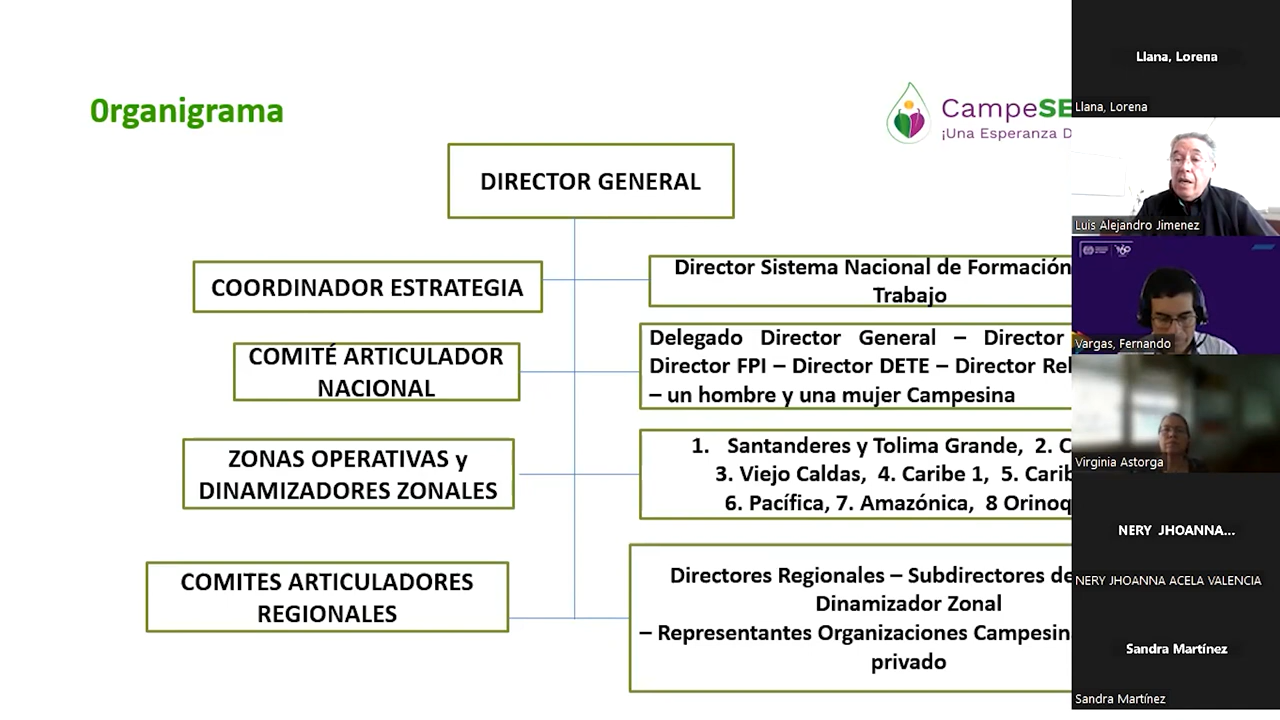 0rganigrama
CampeSE
¡Una Esperanza D
DIRECTOR GENERAL
COORDINADOR ESTRATEGIA
Director Sistema Nacional de Formación
Trabajo
COMITÉ ARTICULADOR
NACIONAL
Delegado Director General – Director
Director FPI – Director DETE – Director Rel
– un hombre y una mujer Campesina
ZONAS OPERATIVAS y
DINAMIZADORES ZONALES
1. Santanderes y Tolima Grande, 2. C
3. Viejo Caldas, 4. Caribe 1, 5. Carib
6. Pacífica, 7. Amazónica, 8 Orinoq
COMITES ARTICULADORES
REGIONALES
Directores Regionales – Subdirectores de
Dinamizador Zonal
– Representantes Organizaciones Campesin
privado
Llana, Lorena
Llana, Lorena
Luis Alejandro Jimenez
Vargas, Fernando
Virginia Astorga
NERY JHOANNA...
NERY JHOANNA ACELA VALENCIA
Sandra Martínez
Sandra Martínez